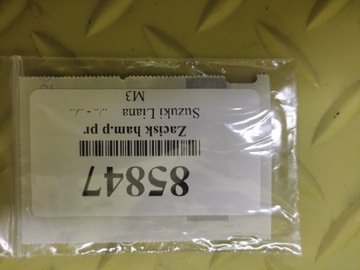 85847
Zacisk ham.p pr
Suzuki Liana
../.. - ../..
M3